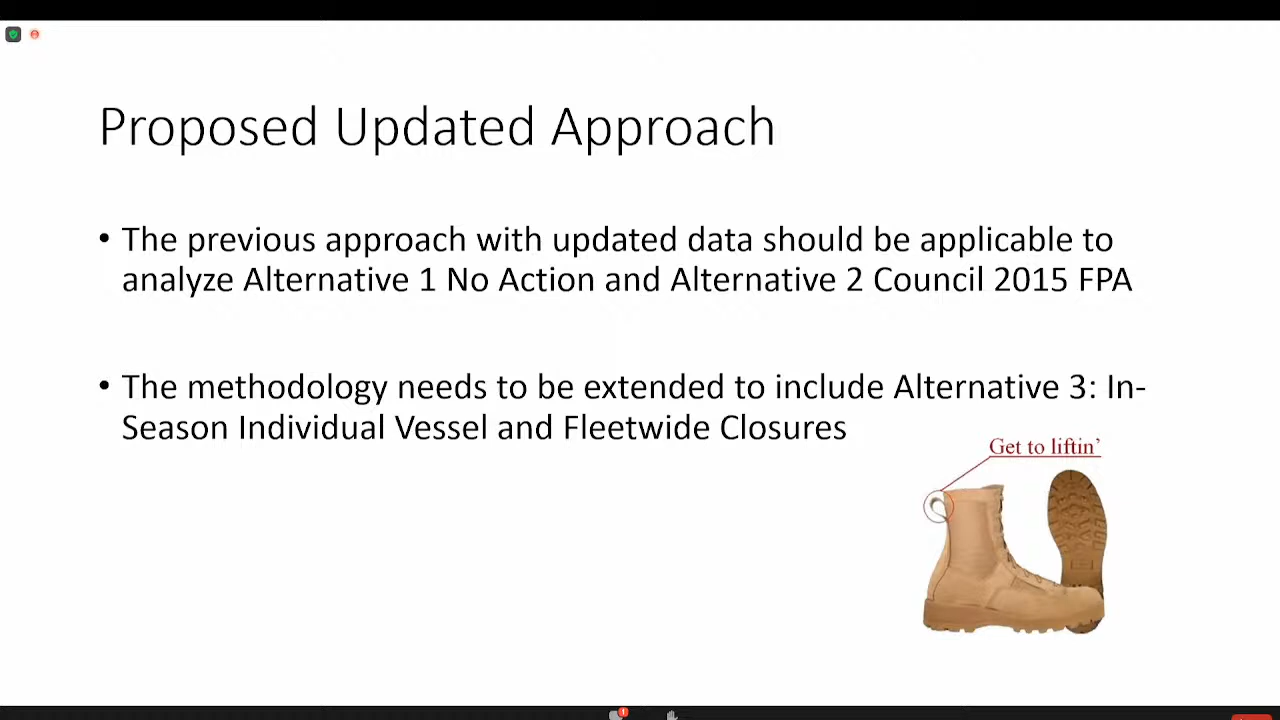 Proposed Updated Approach
• The previous approach with updated data should be applicable to
analyze Alternative 1 No Action and Alternative 2 Council 2015 FPA
• The methodology needs to be extended to include Alternative 3: In-
Season Individual Vessel and Fleetwide Closures
Get to liftin’
1